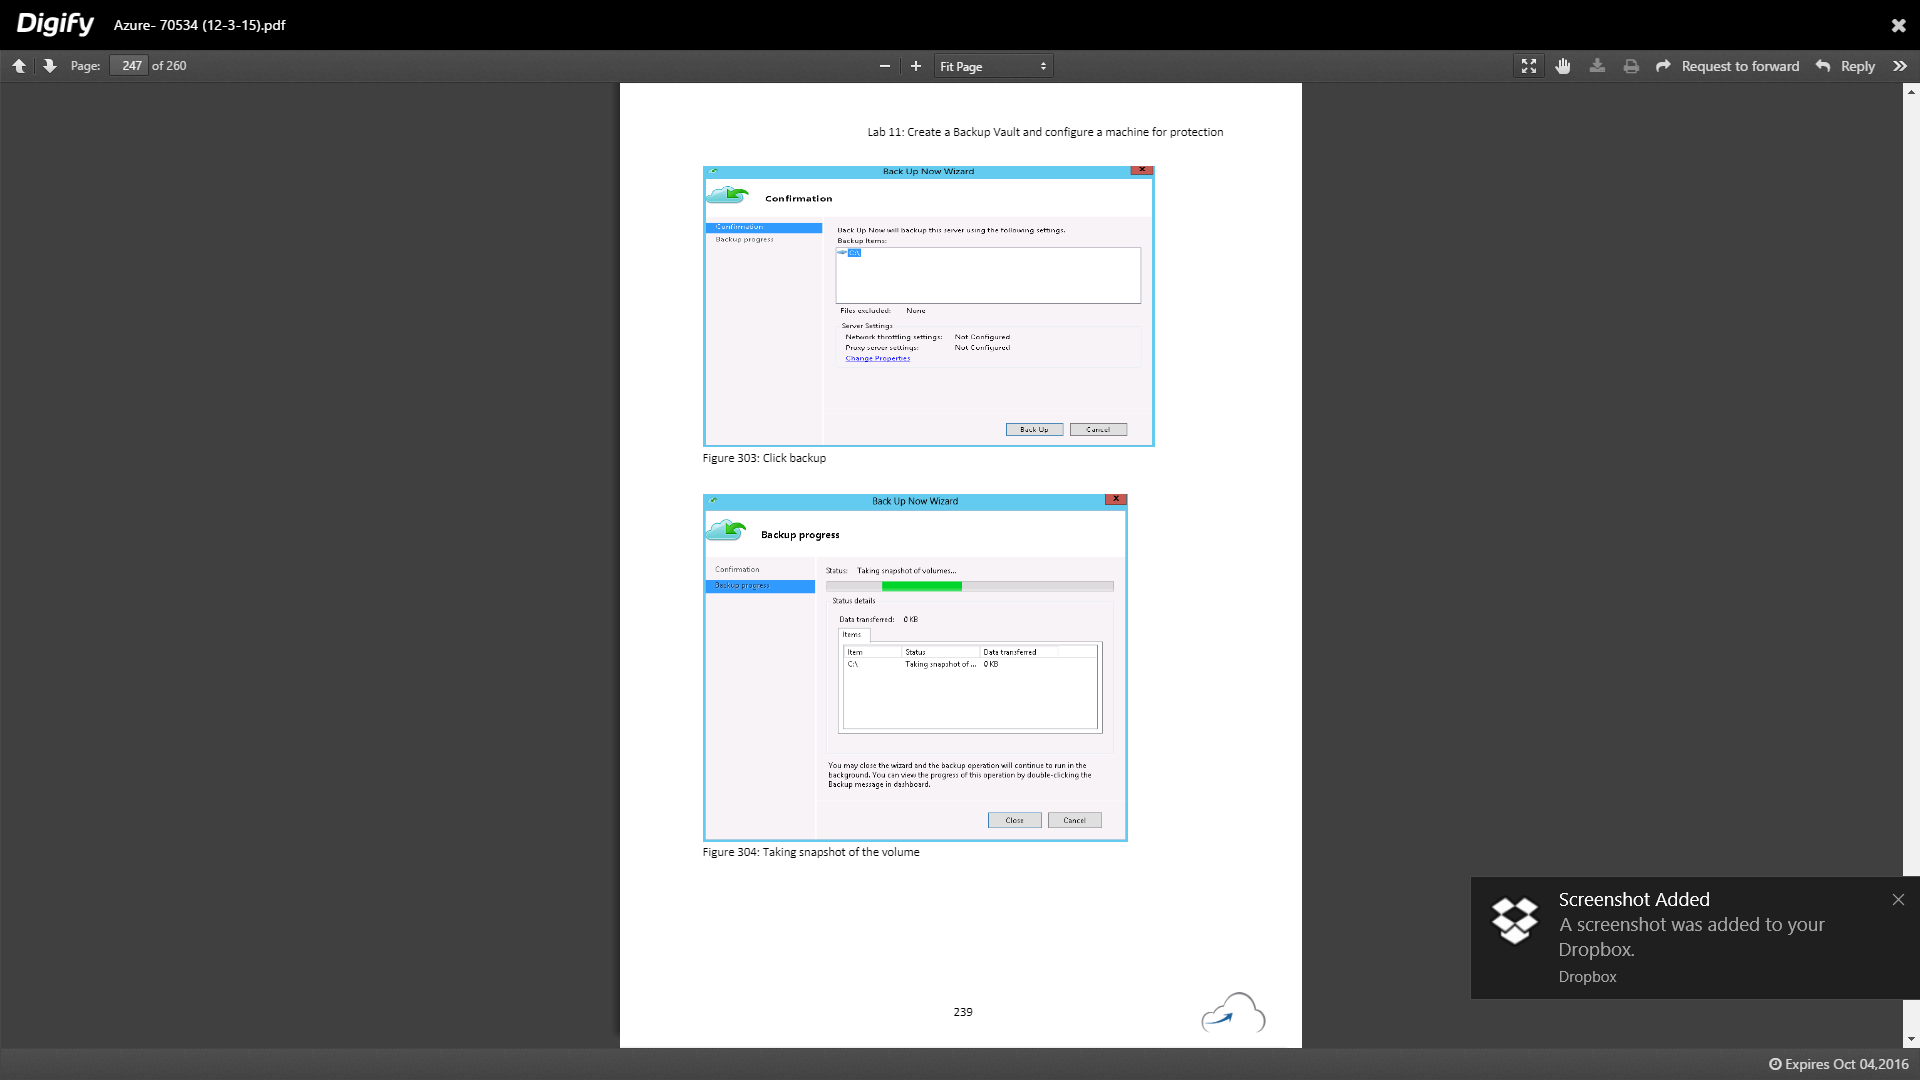 Digify Azure- 70534 (12-3-15).pdf
Page: 247 of 260 Fit Page Request to forward Reply
Lab 11: Create a Backup Vault and configure a machine for protection
Back Up Now Wizard
Confirmation
Confirmation
Backup progress
Back Up Now will backup this server using the following settings.
Backup Items:
C:\
Files excluded: None
Server Settings
Network throttling settings: Not Configured
Proxy server settings: Not Configured
Change Properties
Back Up Cancel
Figure 303: Click backup
Back Up Now Wizard
Backup progress
Confirmation
Backup progress
Status: Taking snapshot of volumes...
Status details
Data transferred: 0 KB
Items
Item Status Data transferred
C:\ Taking snapshot of ... 0 KB
You may close the wizard and the backup operation will continue to run in the
background. You can view the progress of this operation by double-clicking the
Backup message in dashboard.
Close Cancel
Figure 304: Taking snapshot of the volume
239
Screenshot Added
A screenshot was added to your
Dropbox.
Dropbox
Expires Oct 04,2016